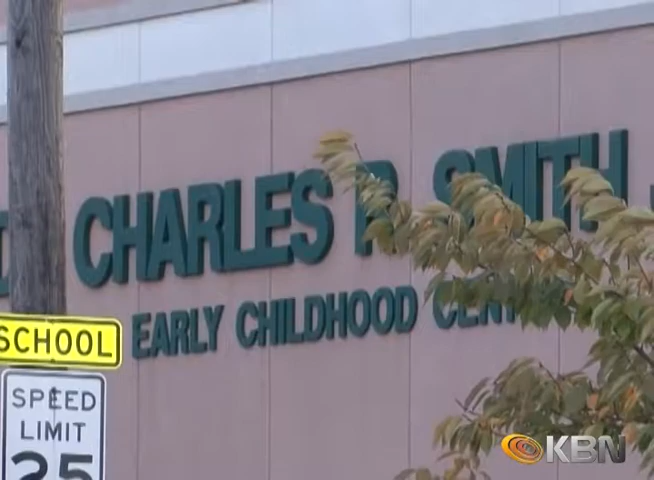 CHARLES P. SMITH
EARLY CHILDHOOD
SCHOOL
SPEED
LIMIT
25
KBN